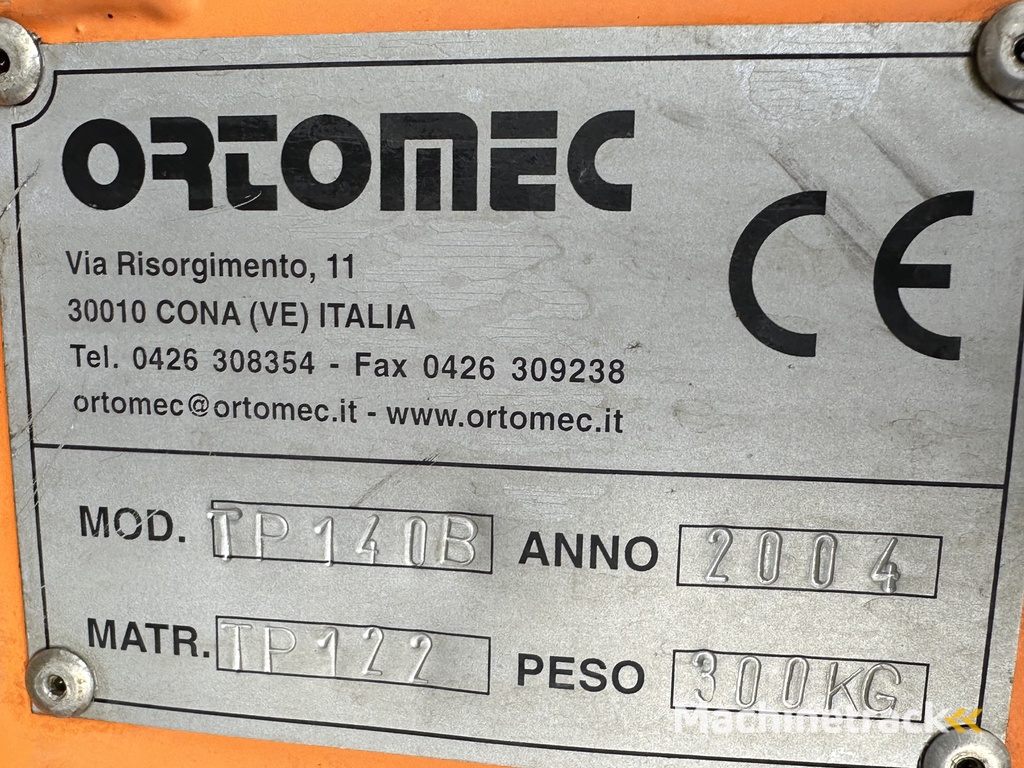 ORTOMEC
CE
Via Risorgimento, 11
30010 CONA (VE) ITALIA
Tel. 0426 308354 - Fax 0426 309238
ortomec@ortomec.it - www.ortomec.it
MOD. TP140B ANNO 2004
MATR. TP122 PESO 300KG
Machinetrack